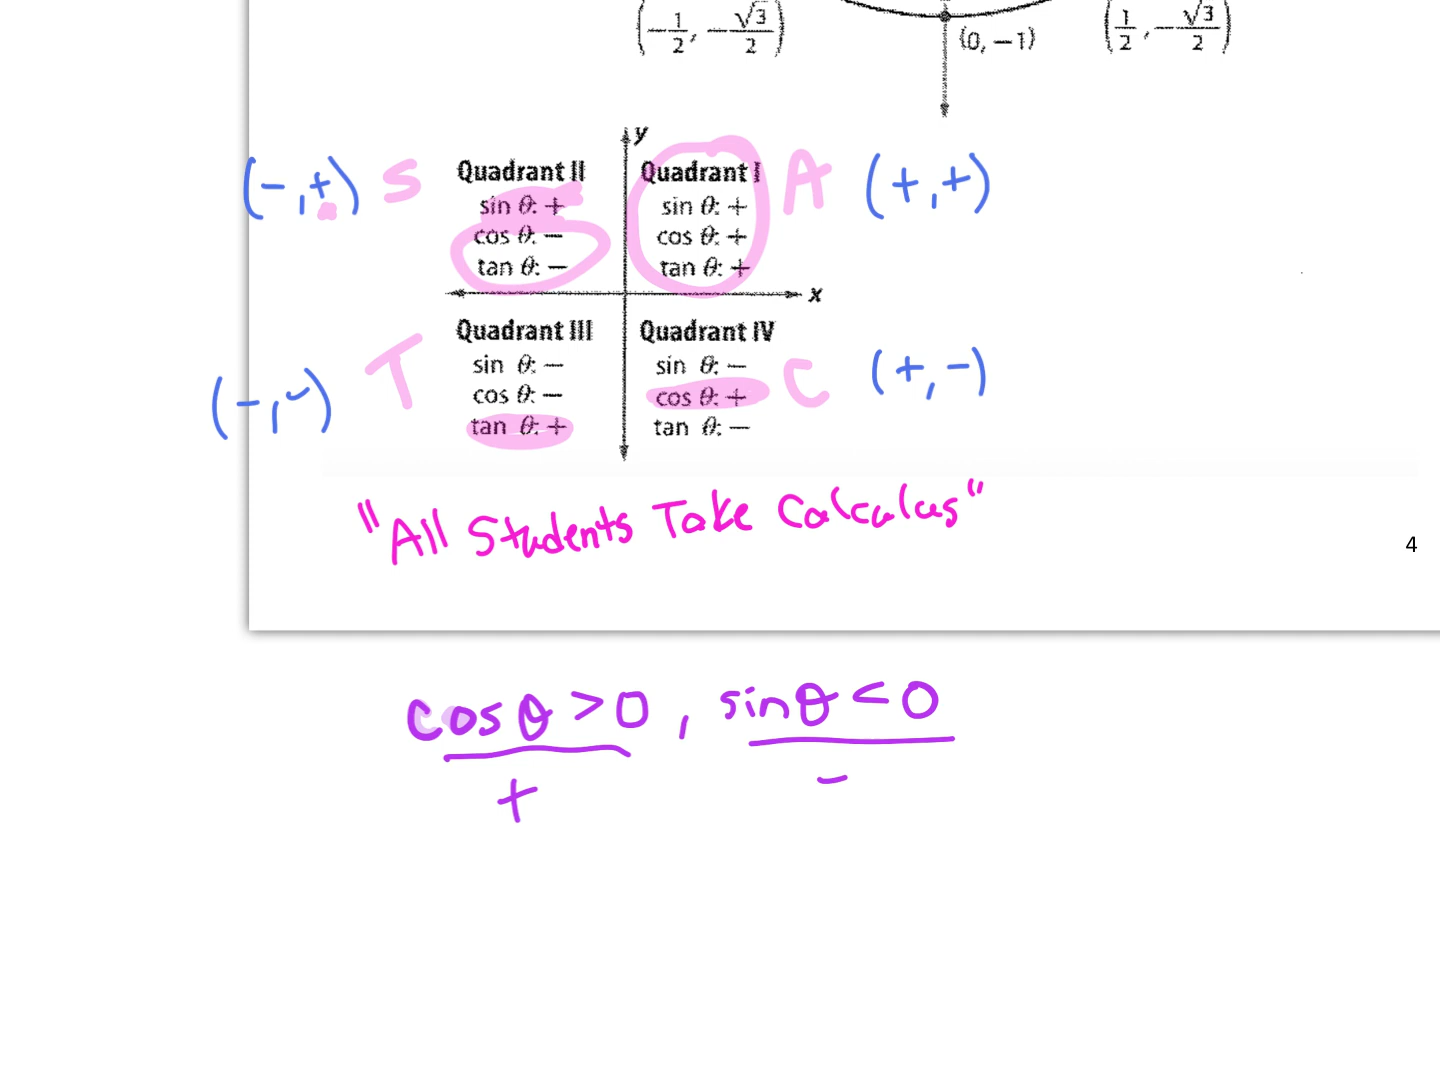 (-1/2, -√3/2) (0, -1) (1/2, -√3/2)
y
(-,+) S Quadrant II Quadrant I A (+,+)
sin θ: + sin θ: +
cos θ: - cos θ: +
tan θ: - tan θ: +
x
Quadrant III Quadrant IV
(-,-) T sin θ: - sin θ: - C (+,-)
cos θ: - cos θ: +
tan θ: + tan θ: -
"All Students Take Calculus"
4
cos θ > 0 , sin θ < 0
+ -